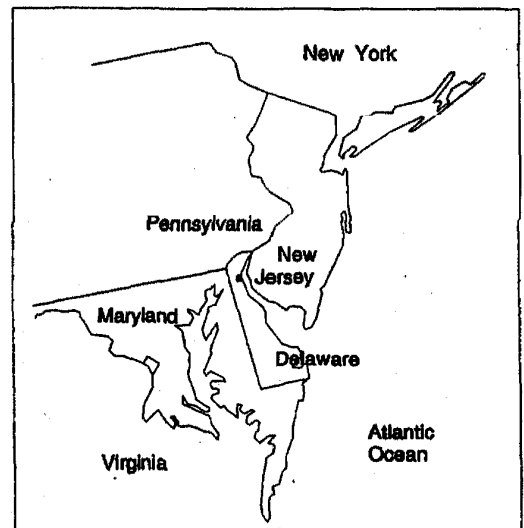 New York
Pennsylvania
New
Jersey
Maryland
Delaware
Atlantic
Ocean
Virginia